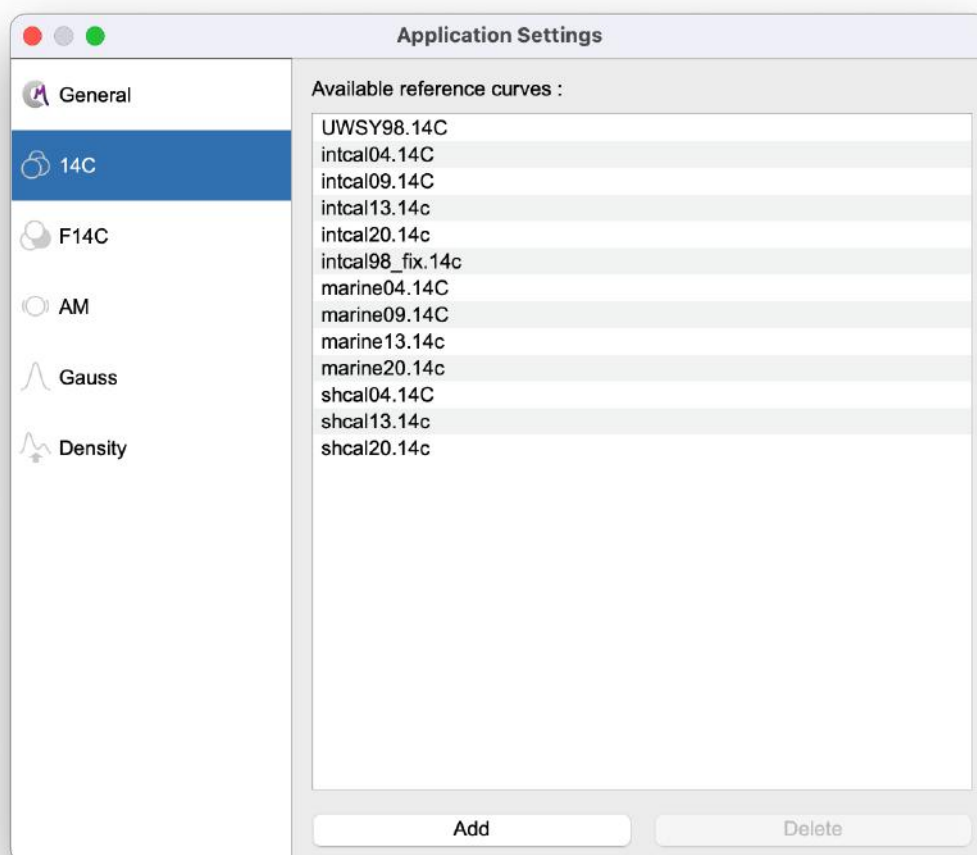 Application Settings
General
14C
F14C
AM
Gauss
Density
Available reference curves :
UWSY98.14C
intcal04.14C
intcal09.14C
intcal13.14c
intcal20.14c
intcal98_fix.14c
marine04.14C
marine09.14C
marine13.14c
marine20.14c
shcal04.14C
shcal13.14c
shcal20.14c
Add
Delete